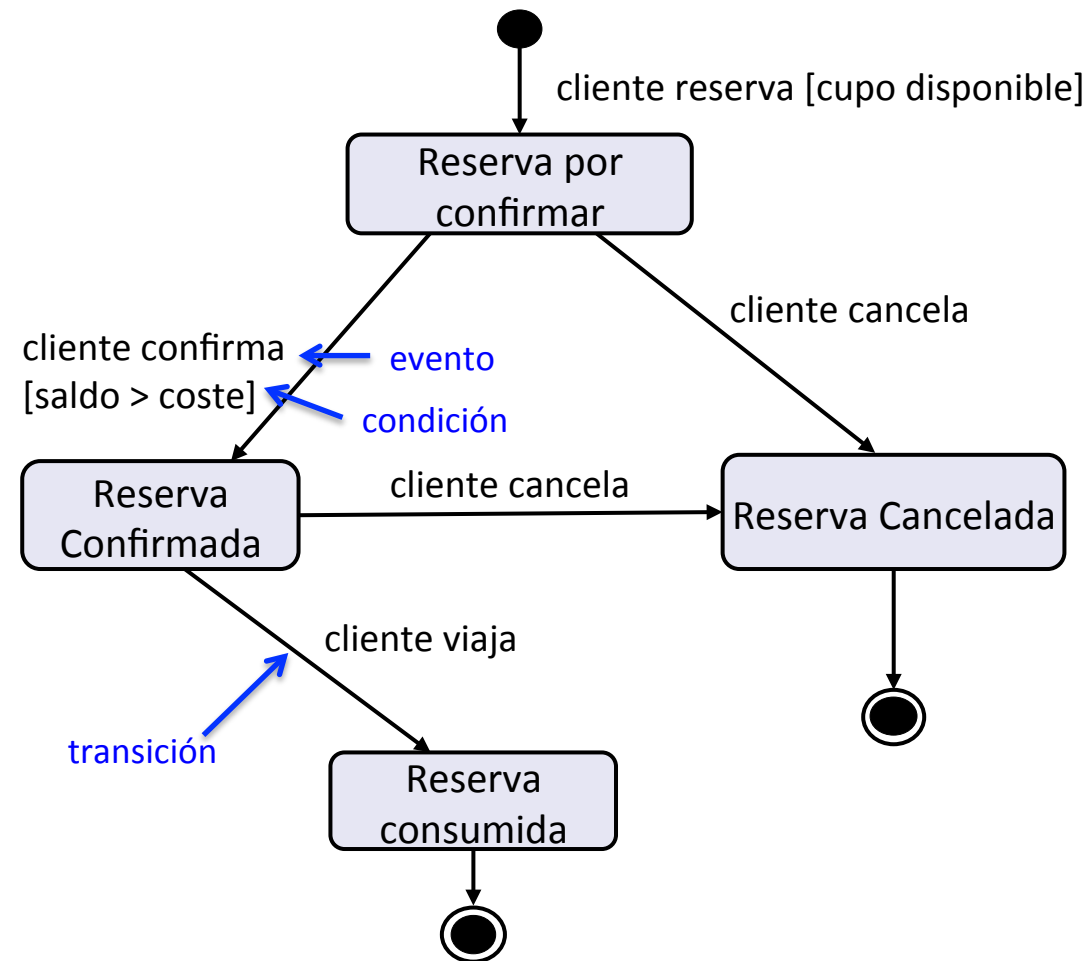 cliente reserva [cupo disponible]
Reserva por
confirmar
cliente cancela
cliente confirma
[saldo > coste]
evento
condición
Reserva
Confirmada
cliente cancela
Reserva Cancelada
cliente viaja
transición
Reserva
consumida